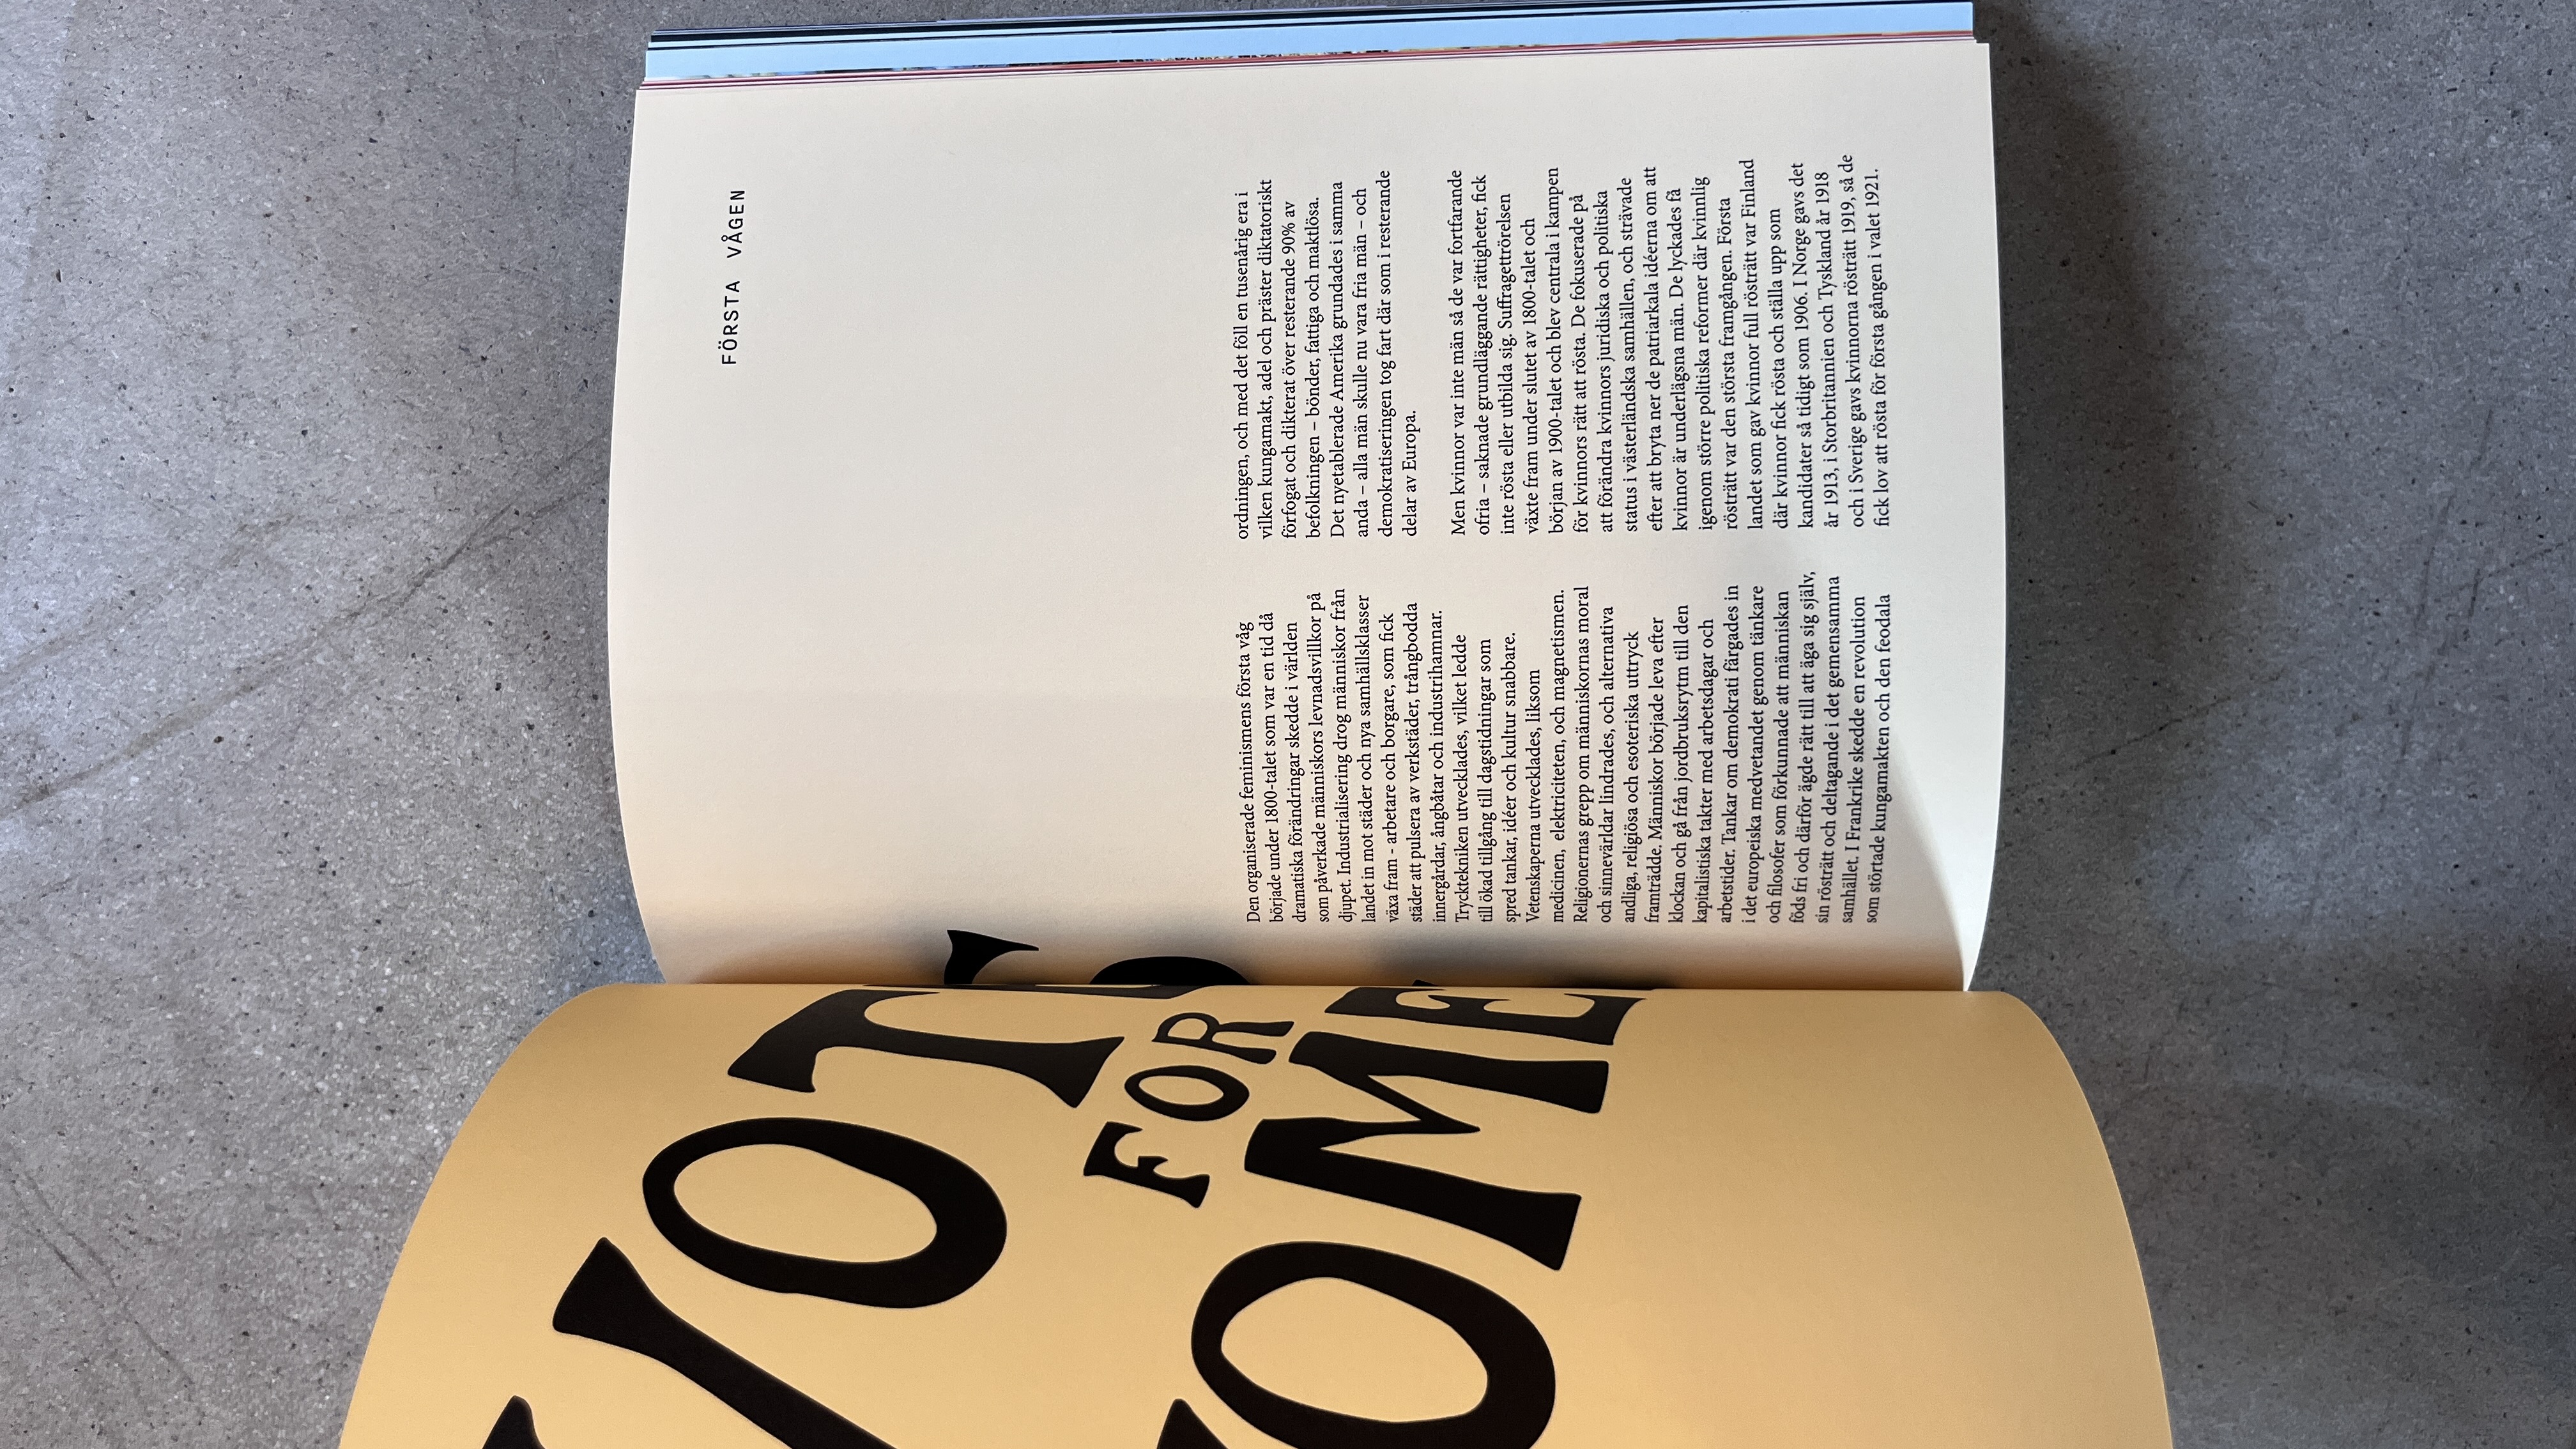 VOT
FOR
OME
FÖRSTA VÅGEN
Den organiserade feminismens första våg
började under 1800-talet som var en tid då
dramatiska förändringar skedde i världen
som påverkade människors levnadsvillkor på
djupet. Industrialisering drog människor från
landet in mot städer och nya samhällsklasser
växa fram - arbetare och borgare, som fick
städer att pulsera av verkstäder, trångbodda
innergårdar, ångbåtar och industrihamnar.
Trycktekniken utvecklades, vilket ledde
till ökad tillgång till dagstidningar som
spred tankar, idéer och kultur snabbare.
Vetenskaperna utvecklades, liksom
medicinen, elektriciteten, och magnetismen.
Religionernas grepp om människornas moral
och sinnevärldar lindrades, och alternativa
andliga, religiösa och esoteriska uttryck
framträdde. Människor började leva efter
klockan och gå från jordbruksrytm till den
kapitalistiska takter med arbetsdagar och
arbetstider. Tankar om demokrati färgades in
i det europeiska medvetandet genom tänkare
och filosofer som förkunnade att människan
föds fri och därför ägde rätt till att äga sig själv,
sin rösträtt och deltagande i det gemensamma
samhället. I Frankrike skedde en revolution
som störtade kungamakten och den feodala
ordningen, och med det föll en tusenårig era i
vilken kungamakt, adel och präster diktatoriskt
förfogat och dikterat över resterande 90% av
befolkningen – bönder, fattiga och maktlösa.
Det nyetablerade Amerika grundades i samma
anda – alla män skulle nu vara fria män – och
demokratiseringen tog fart där som i resterande
delar av Europa.
Men kvinnor var inte män så de var fortfarande
ofria – saknade grundläggande rättigheter, fick
inte rösta eller utbilda sig. Suffragettrörelsen
växte fram under slutet av 1800-talet och
början av 1900-talet och blev centrala i kampen
för kvinnors rätt att rösta. De fokuserade på
att förändra kvinnors juridiska och politiska
status i västerländska samhällen, och strävade
efter att bryta ner de patriarkala idéerna om att
kvinnor är underlägsna män. De lyckades få
igenom större politiska reformer där kvinnlig
rösträtt var den största framgången. Första
landet som gav kvinnor full rösträtt var Finland
där kvinnor fick rösta och ställa upp som
kandidater så tidigt som 1906. I Norge gavs det
år 1913, i Storbritannien och Tyskland år 1918
och i Sverige gavs kvinnorna rösträtt 1919, så de
fick lov att rösta för första gången i valet 1921.